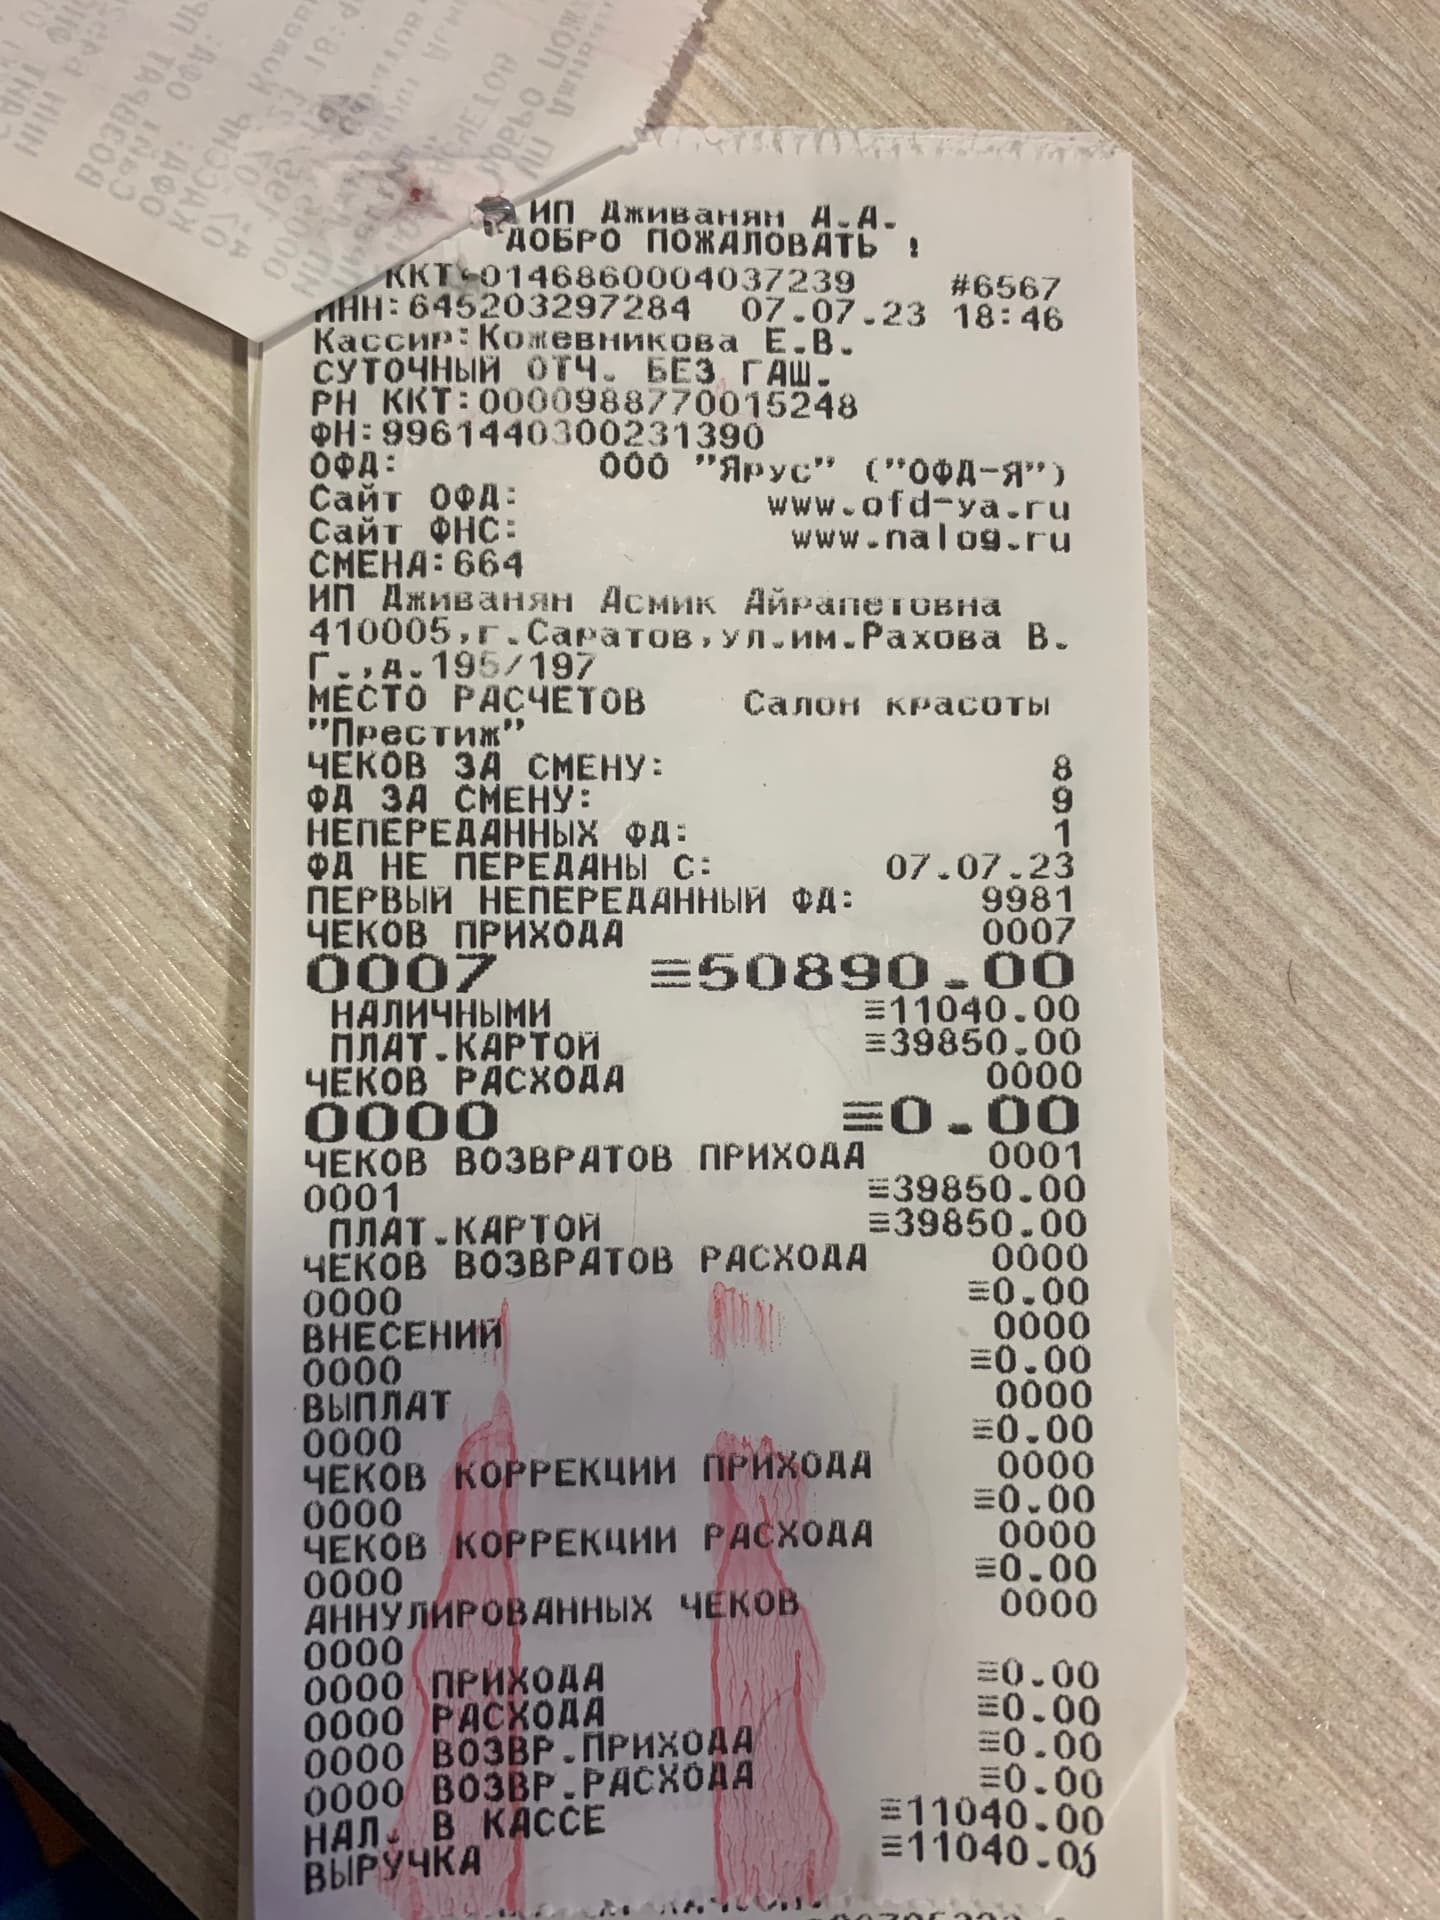 ИП Дживанян А.А.
ДОБРО ПОЖАЛОВАТЬ !
ККТ:0146860004037239 #6567
ИНН:645203297284 07.07.23 18:46
Кассир:Кожевникова Е.В.
СУТОЧНЫЙ ОТЧ. БЕЗ ГАШ.
РН ККТ:0000988770015248
ФН:9961440300231390
ОФД: ООО "Ярус" ("ОФД-Я")
Сайт ОФД: www.ofd-ya.ru
Сайт ФНС: www.nalog.ru
СМЕНА:664
ИП Дживанян Асмик Айрапетовна
410005,г.Саратов,ул.им.Рахова В.
Г.,д.195/197
МЕСТО РАСЧЕТОВ Салон красоты
"Престиж"
ЧЕКОВ ЗА СМЕНУ: 8
ФД ЗА СМЕНУ: 9
НЕПЕРЕДАННЫХ ФД: 1
ФД НЕ ПЕРЕДАНЫ С: 07.07.23
ПЕРВЫЙ НЕПЕРЕДАННЫЙ ФД: 9981
ЧЕКОВ ПРИХОДА 0007
0007 ≡50890.00
НАЛИЧНЫМИ ≡11040.00
ПЛАТ.КАРТОЙ ≡39850.00
ЧЕКОВ РАСХОДА 0000
0000 ≡0.00
ЧЕКОВ ВОЗВРАТОВ ПРИХОДА 0001
0001 ≡39850.00
ПЛАТ.КАРТОЙ ≡39850.00
ЧЕКОВ ВОЗВРАТОВ РАСХОДА 0000
0000 ≡0.00
ВНЕСЕНИЙ 0000
0000 ≡0.00
ВЫПЛАТ 0000
0000 ≡0.00
ЧЕКОВ КОРРЕКЦИИ ПРИХОДА 0000
0000 ≡0.00
ЧЕКОВ КОРРЕКЦИИ РАСХОДА 0000
0000 ≡0.00
АННУЛИРОВАННЫХ ЧЕКОВ 0000
0000
0000 ПРИХОДА ≡0.00
0000 РАСХОДА ≡0.00
0000 ВОЗВР.ПРИХОДА ≡0.00
0000 ВОЗВР.РАСХОДА ≡0.00
НАЛ. В КАССЕ ≡11040.00
ВЫРУЧКА ≡11040.00